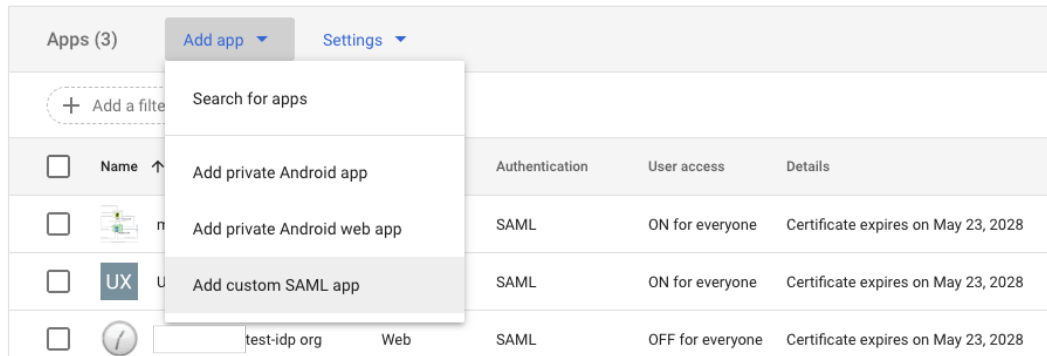 Apps (3) Add app Settings
Add a filte
Search for apps
Name Authentication User access Details
Add private Android app
SAML ON for everyone Certificate expires on May 23, 2028
Add private Android web app
UX U SAML ON for everyone Certificate expires on May 23, 2028
Add custom SAML app
test-idp org Web SAML OFF for everyone Certificate expires on May 23, 2028